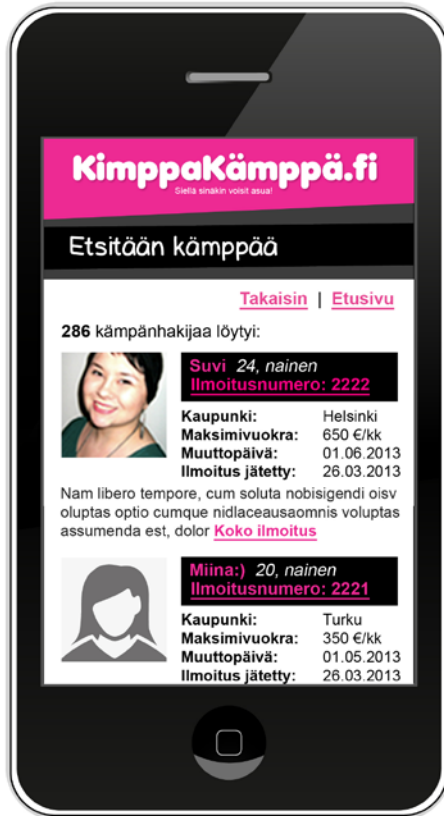 KimppaKämppä.fi
Siellä sinäkin voisit asua!
Etsitään kämppää
Takaisin | Etusivu
286 kämpänhakijaa löytyi:
Suvi 24, nainen
Ilmoitusnumero: 2222
Kaupunki: Helsinki
Maksimivuokra: 650 €/kk
Muuttopäivä: 01.06.2013
Ilmoitus jätetty: 26.03.2013
Nam libero tempore, cum soluta nobisigendi oisv
oluptas optio cumque nidlaceausaomnis voluptas
assumenda est, dolor Koko ilmoitus
Miina:) 20, nainen
Ilmoitusnumero: 2221
Kaupunki: Turku
Maksimivuokra: 350 €/kk
Muuttopäivä: 01.05.2013
Ilmoitus jätetty: 26.03.2013